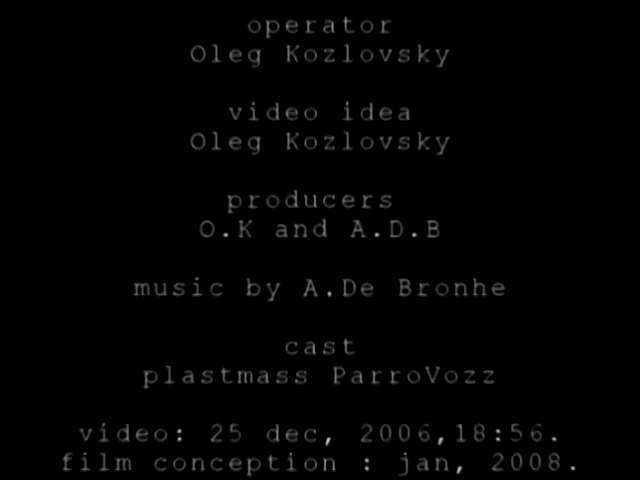 operator
Oleg Kozlovsky
video idea
Oleg Kozlovsky
producers
O.K and A.D.B
music by A.De Bronhe
cast
plastmass ParroVozz
video: 25 dec, 2006,18:56.
film conception : jan, 2008.